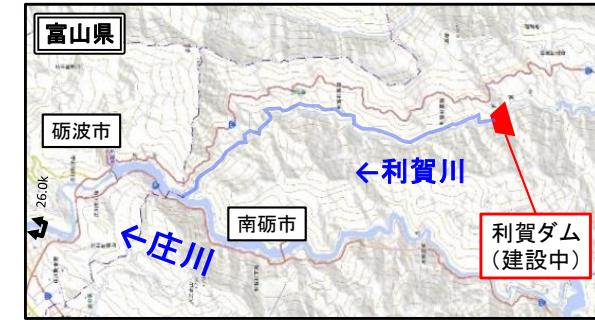 富山県
砺波市
26.0k
←利賀川
南砺市
←庄川
利賀ダム
(建設中)